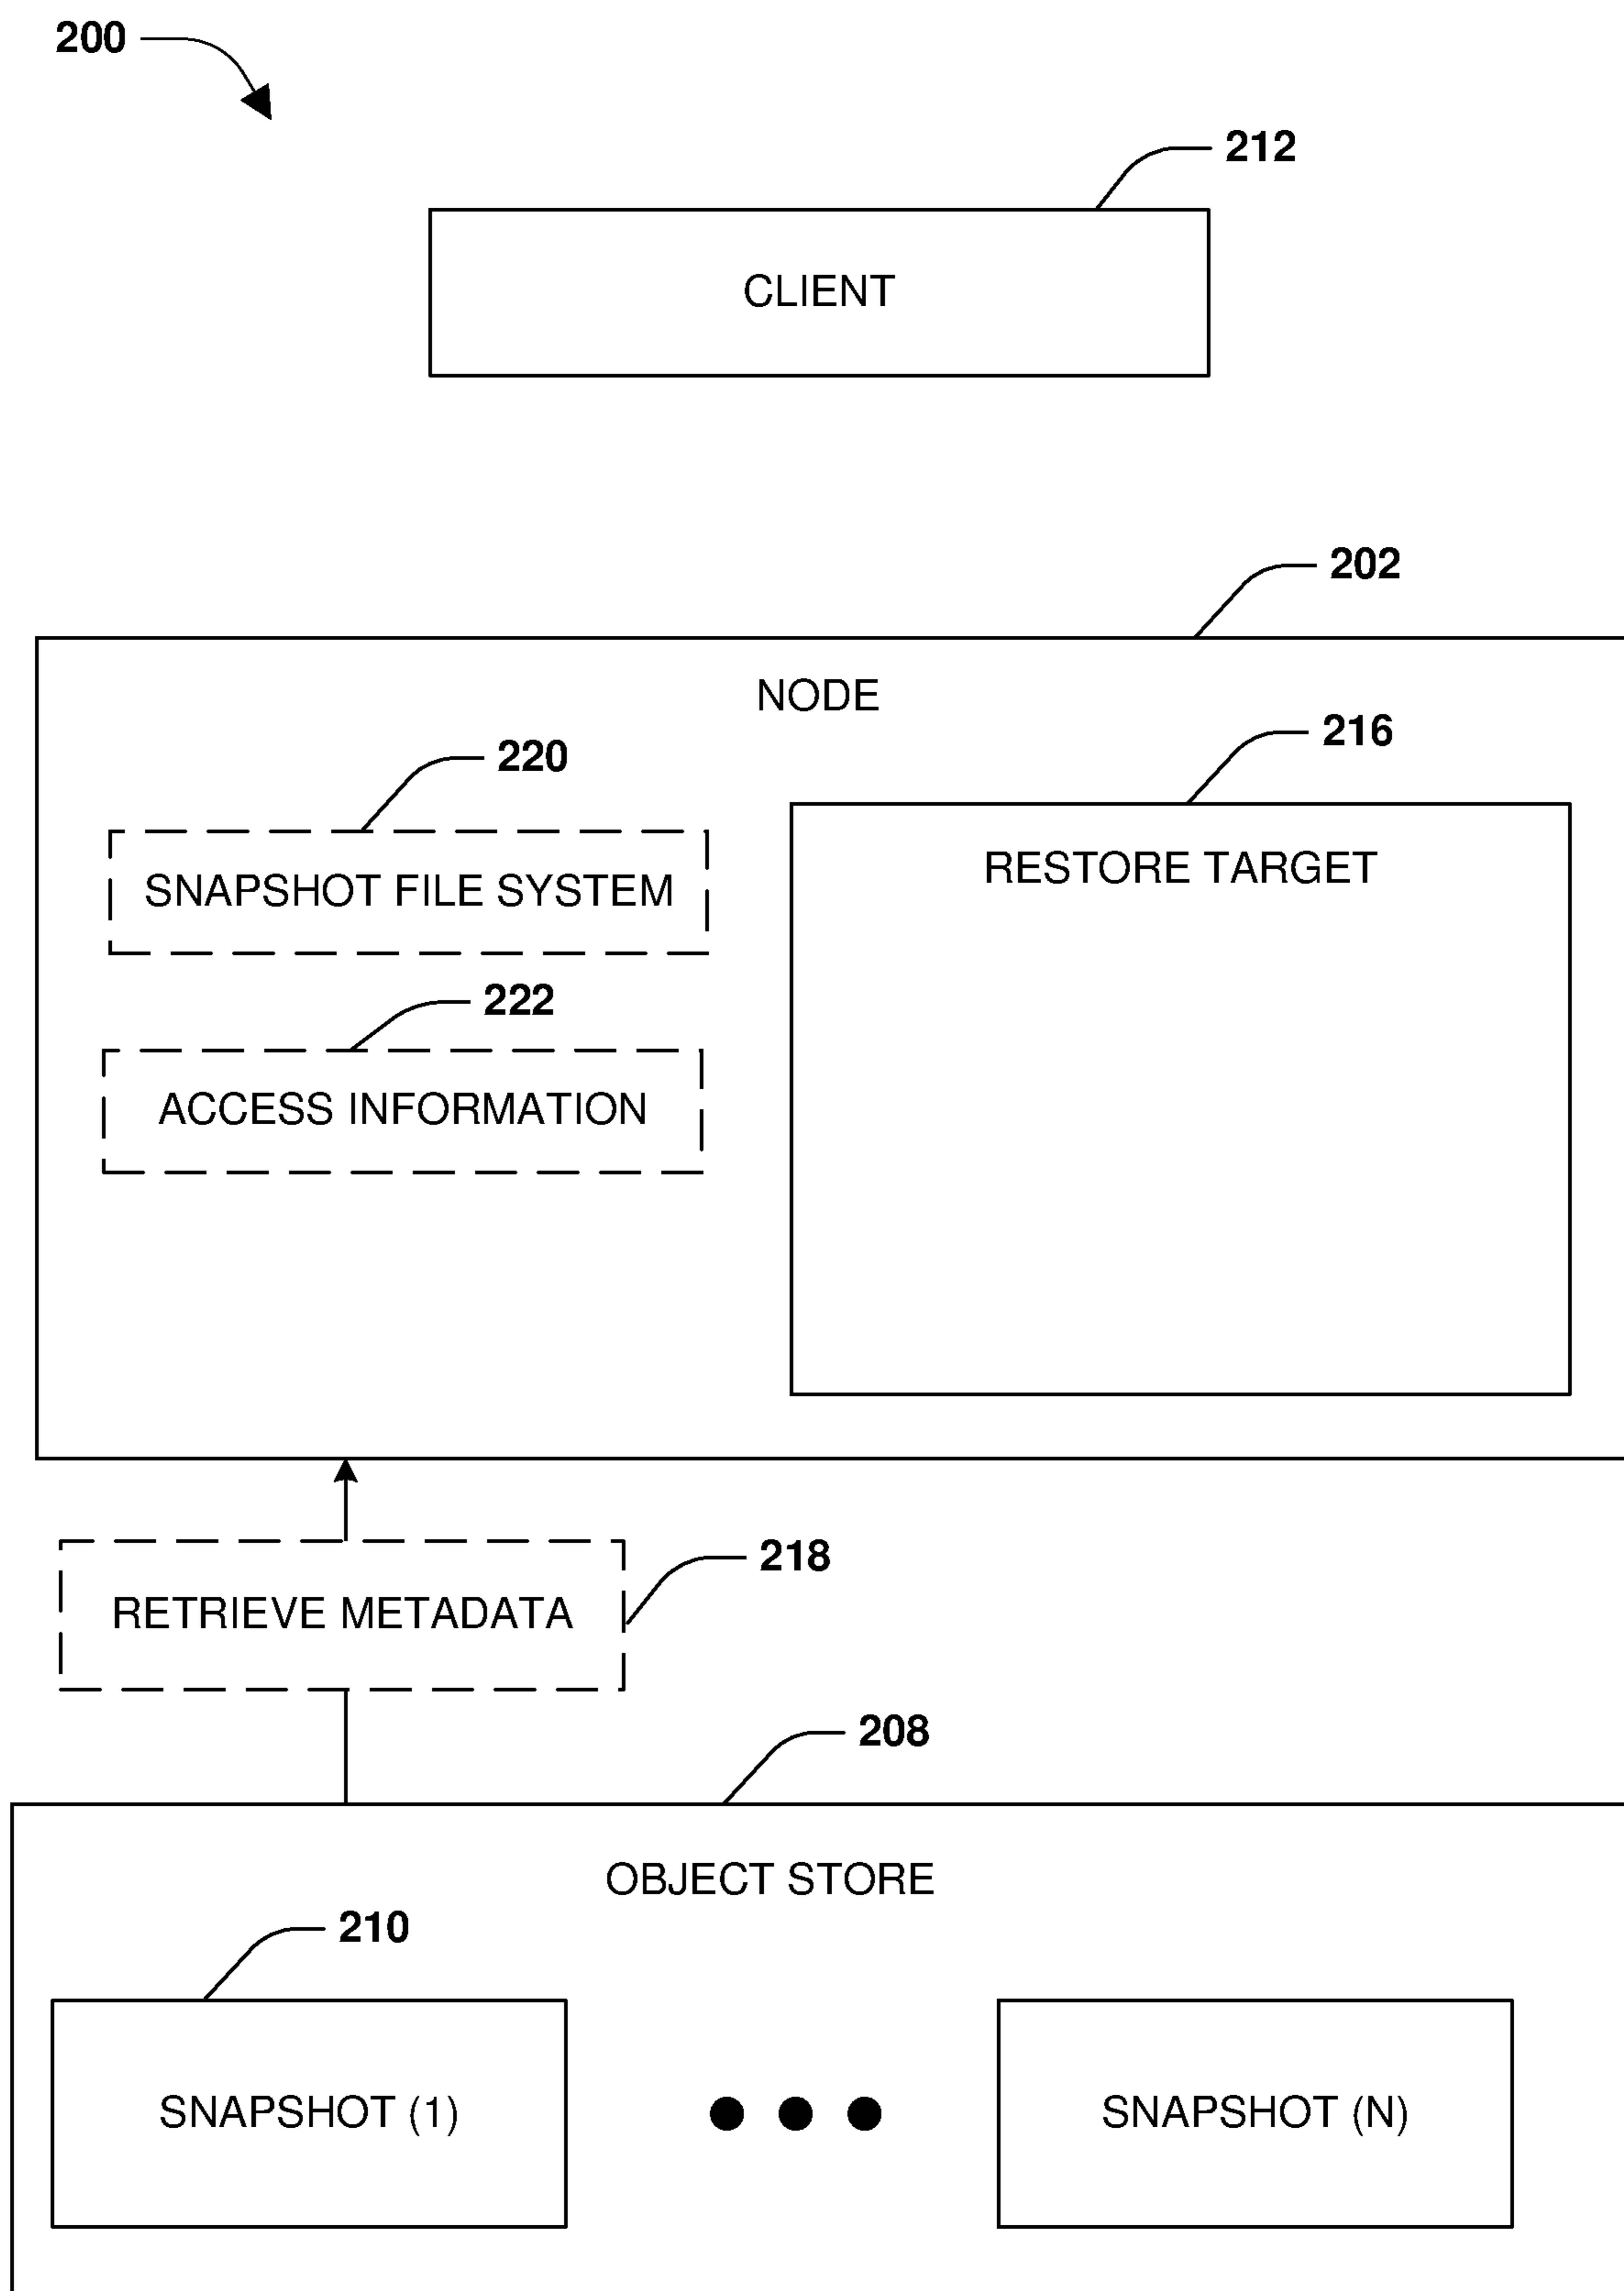 200
212
CLIENT
202
NODE
216
220
RESTORE TARGET
SNAPSHOT FILE SYSTEM
222
ACCESS INFORMATION
218
RETRIEVE METADATA
208
OBJECT STORE
210
SNAPSHOT (1)
SNAPSHOT (N)